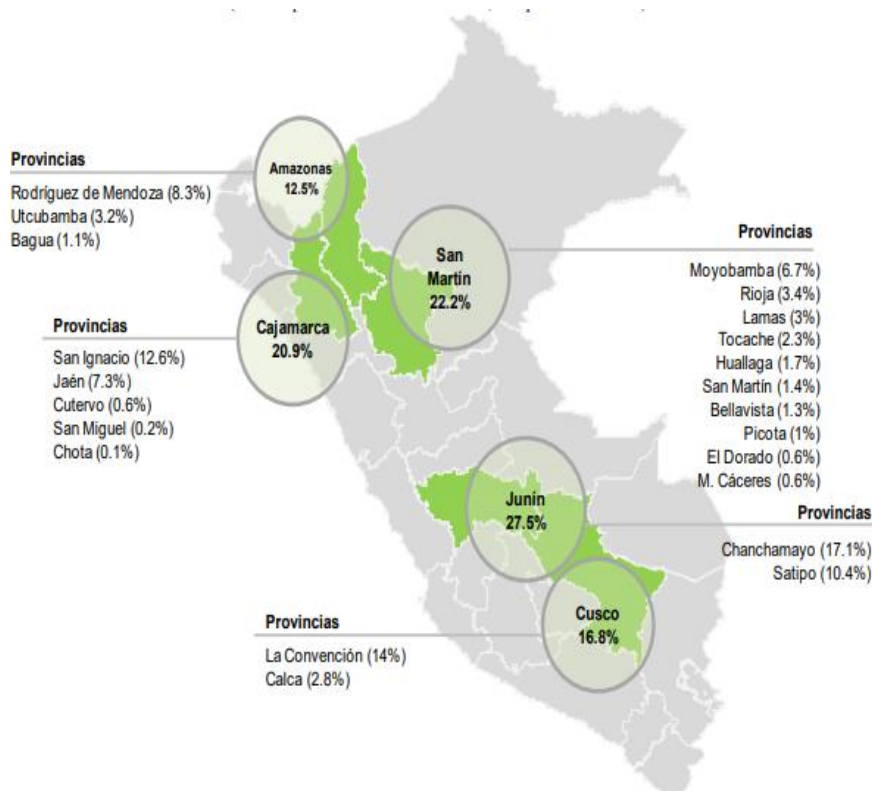 Provincias
Rodríguez de Mendoza (8.3%)
Utcubamba (3.2%)
Bagua (1.1%)
Amazonas
12.5%
San
Martín
22.2%
Provincias
Moyobamba (6.7%)
Rioja (3.4%)
Lamas (3%)
Tocache (2.3%)
Huallaga (1.7%)
San Martín (1.4%)
Bellavista (1.3%)
Picota (1%)
El Dorado (0.6%)
M. Cáceres (0.6%)
Provincias
San Ignacio (12.6%)
Jaén (7.3%)
Cutervo (0.6%)
San Miguel (0.2%)
Chota (0.1%)
Cajamarca
20.9%
Junin
27.5%
Provincias
Chanchamayo (17.1%)
Satipo (10.4%)
Provincias
La Convención (14%)
Calca (2.8%)
Cusco
16.8%